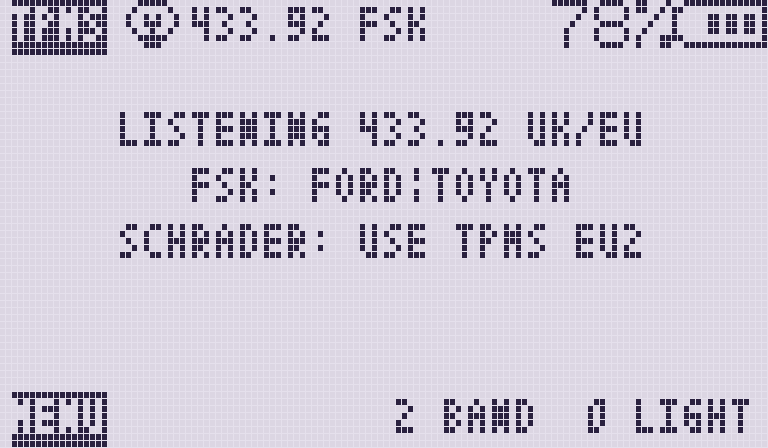 433.92 FSK 78%
LISTENING 433.92 UK/EU
FSK: FORD|TOYOTA
SCHRADER: USE TPMS EU2
2 BAND 0 LIGHT